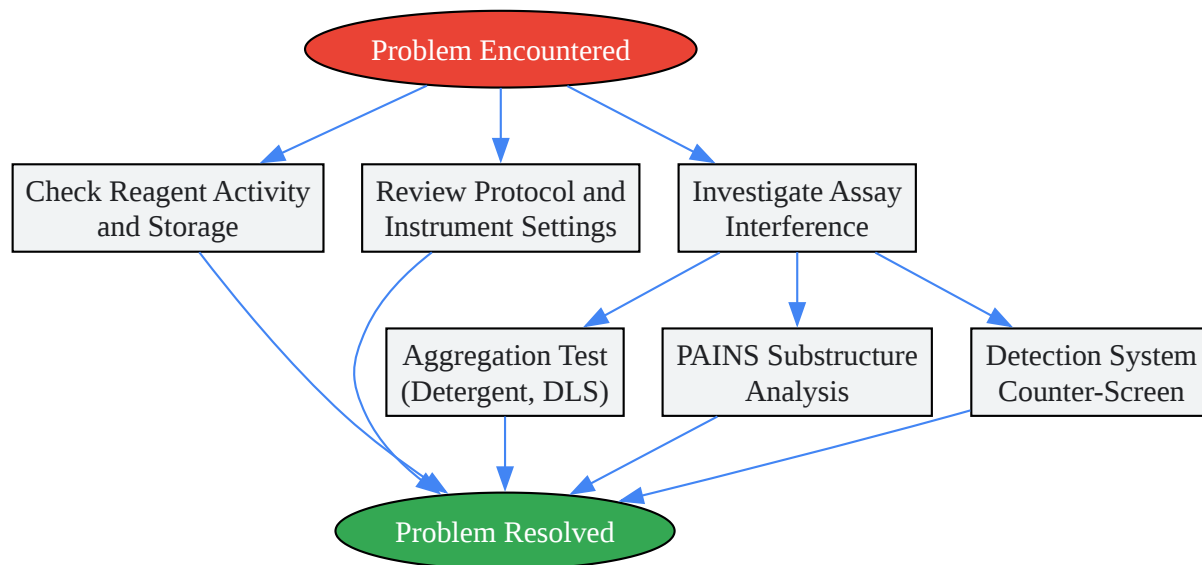 Problem Encountered
Check Reagent Activity
and Storage
Review Protocol and
Instrument Settings
Investigate Assay
Interference
Aggregation Test
(Detergent, DLS)
PAINS Substructure
Analysis
Detection System
Counter-Screen
Problem Resolved